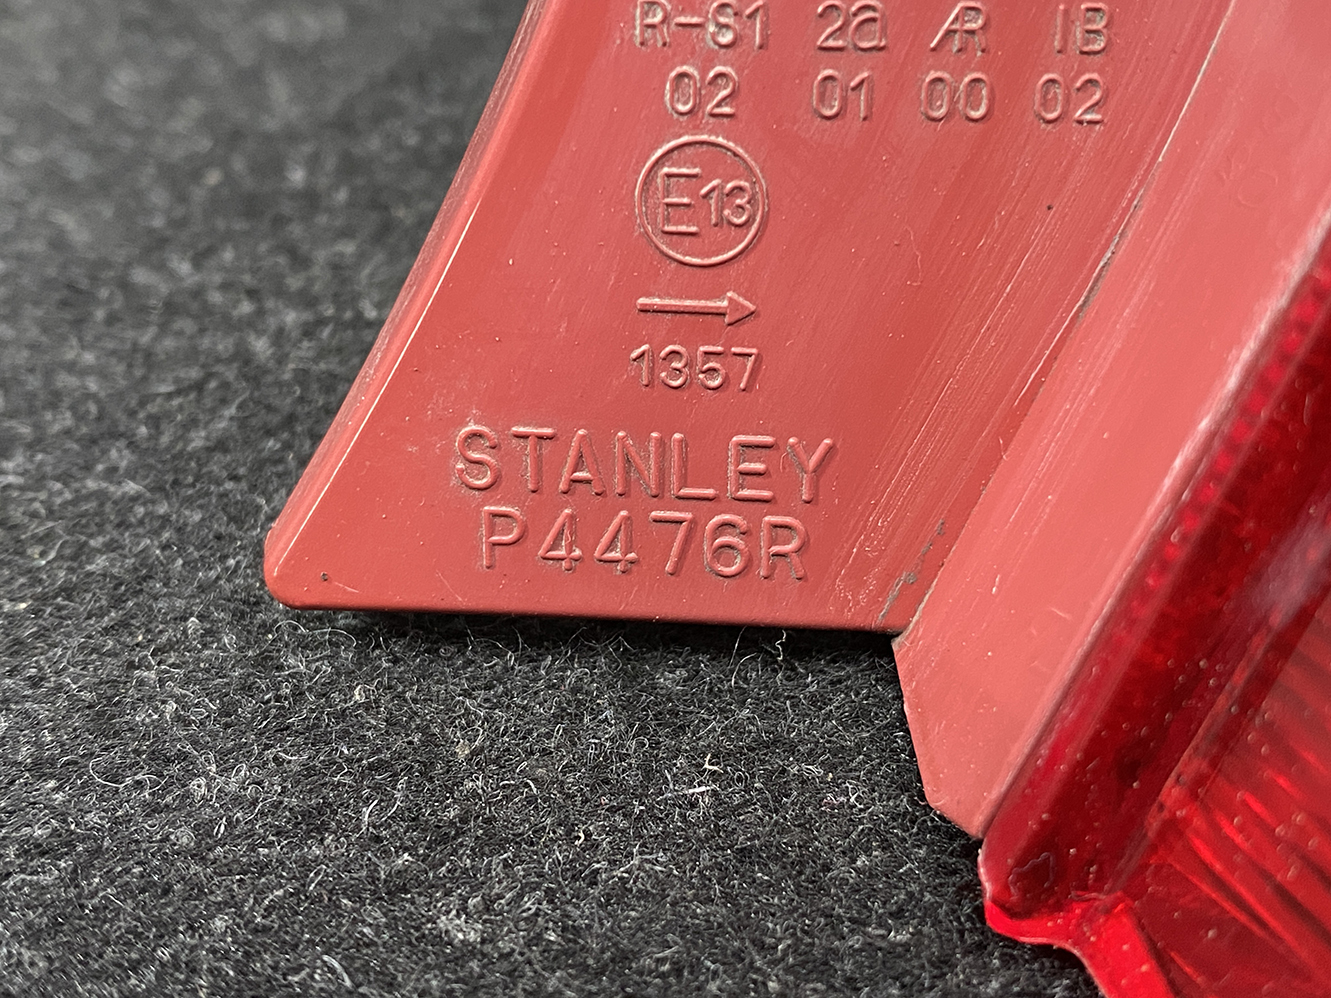 R-S1 2a AR IB
02 01 00 02
E13
1357
STANLEY
P4476R